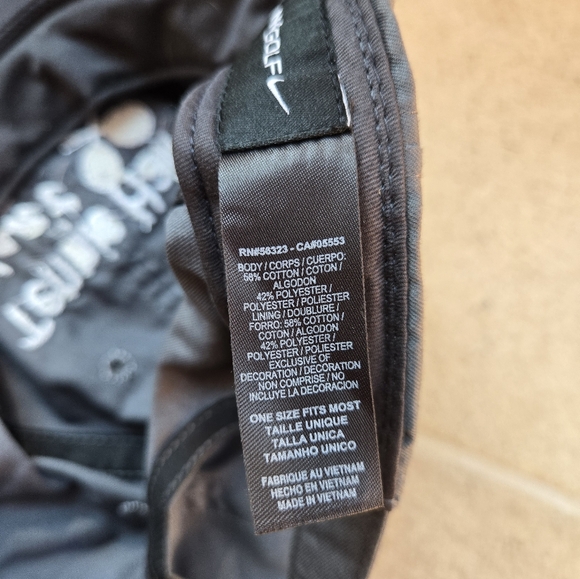 GOLF
RN#56323 - CA#05553
BODY / CORPS / CUERPO:
58% COTTON / COTON /
ALGODON
42% POLYESTER /
POLYESTER / POLIESTER
LINING / DOUBLURE /
FORRO: 58% COTTON /
COTON / ALGODON
42% POLYESTER /
POLYESTER / POLIESTER
EXCLUSIVE OF
DECORATION / DECORATION
NON COMPRISE / NO
INCLUYE LA DECORACION
ONE SIZE FITS MOST
TAILLE UNIQUE
TALLA UNICA
TAMANHO UNICO
FABRIQUE AU VIETNAM
HECHO EN VIETNAM
MADE IN VIETNAM